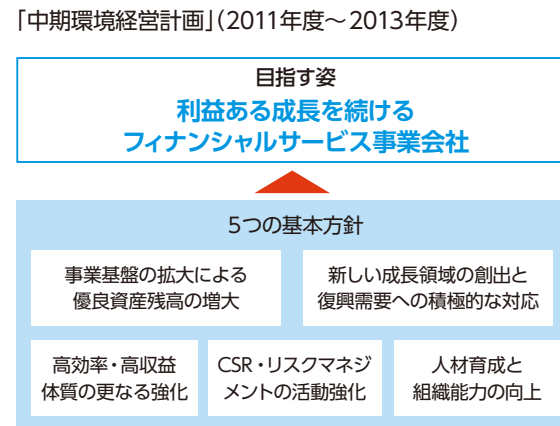 「中期環境経営計画」（2011年度～2013年度）
目指す姿
利益ある成長を続ける
フィナンシャルサービス事業会社
5つの基本方針
事業基盤の拡大による
優良資産残高の増大
新しい成長領域の創出と
復興需要への積極的な対応
高効率・高収益
体質の更なる強化
CSR・リスクマネジ
メントの活動強化
人材育成と
組織能力の向上